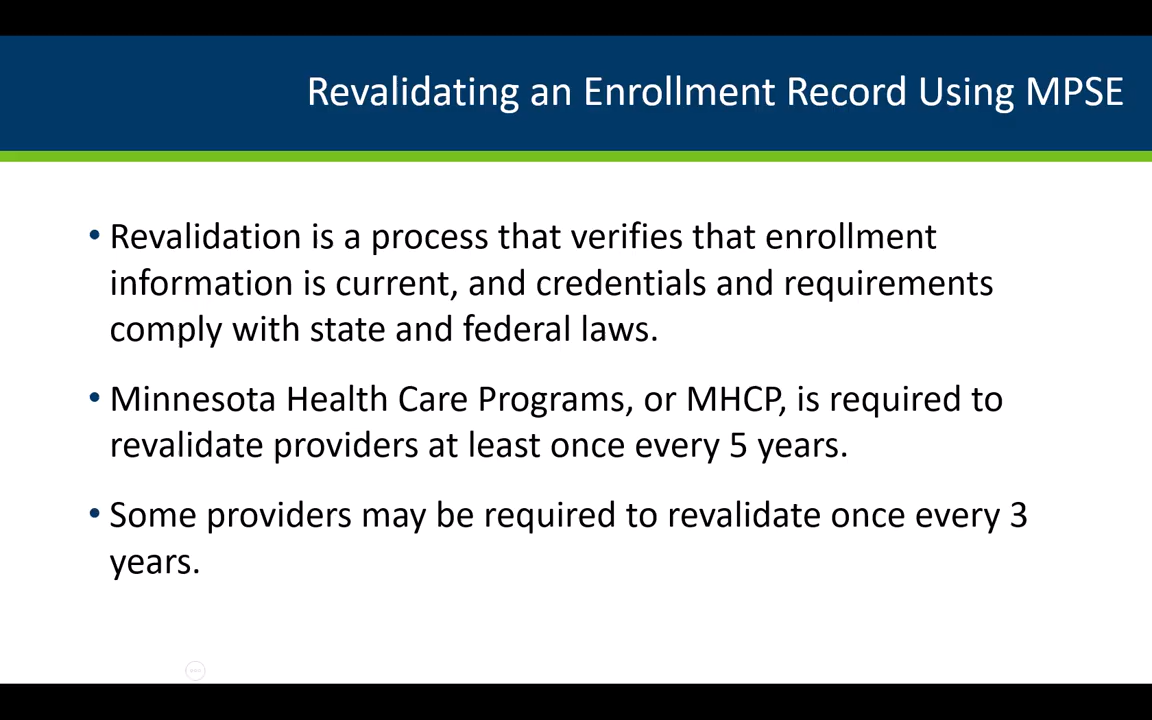 Revalidating an Enrollment Record Using MPSE
• Revalidation is a process that verifies that enrollment
information is current, and credentials and requirements
comply with state and federal laws.
• Minnesota Health Care Programs, or MHCP, is required to
revalidate providers at least once every 5 years.
• Some providers may be required to revalidate once every 3
years.